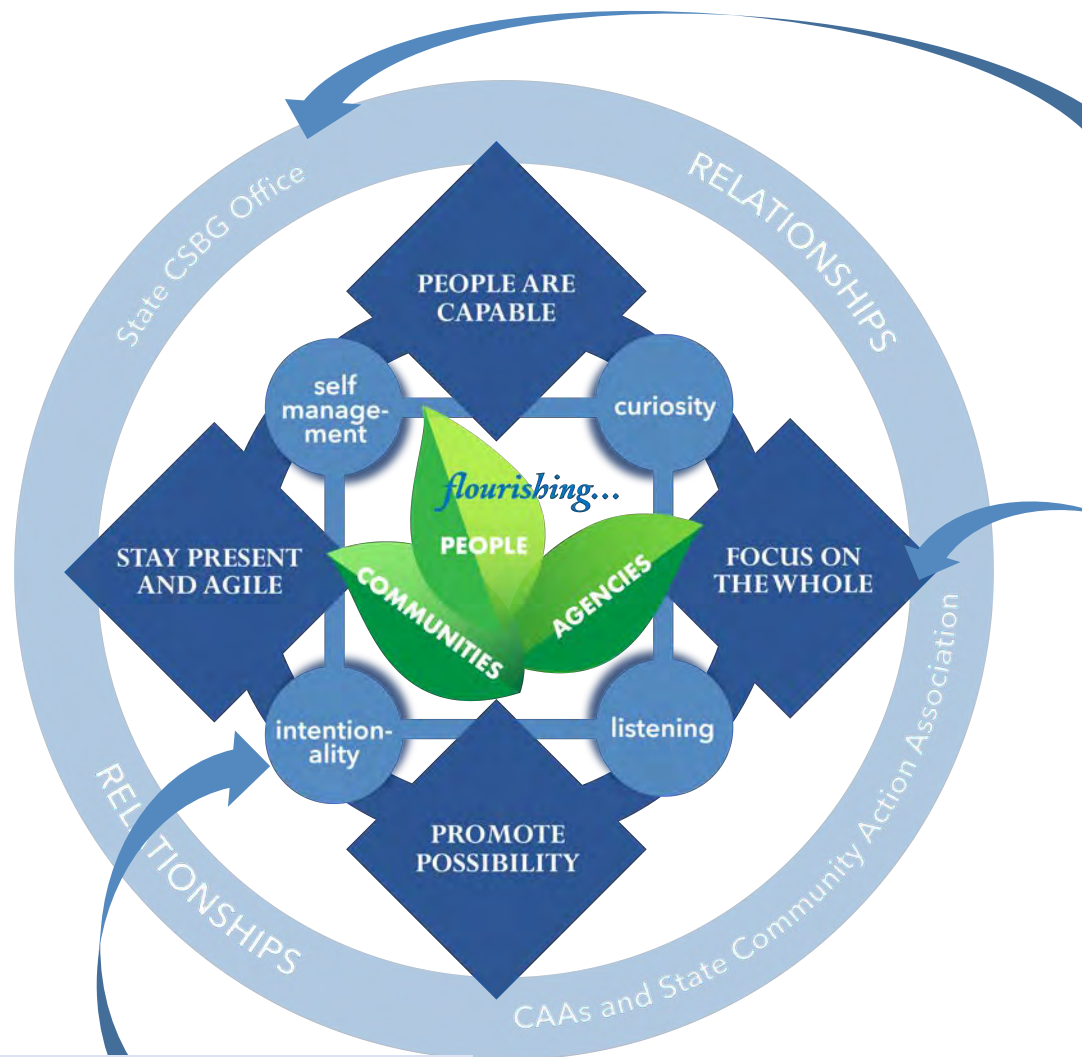 State CSBG Office
RELATIONSHIPS
PEOPLE ARE
CAPABLE
self
manage-
ment
curiosity
flourishing...
PEOPLE
COMMUNITIES
AGENCIES
STAY PRESENT
AND AGILE
FOCUS ON
THE WHOLE
intention-
ality
listening
PROMOTE
POSSIBILITY
RELATIONSHIPS
CAAs and State Community Action Association